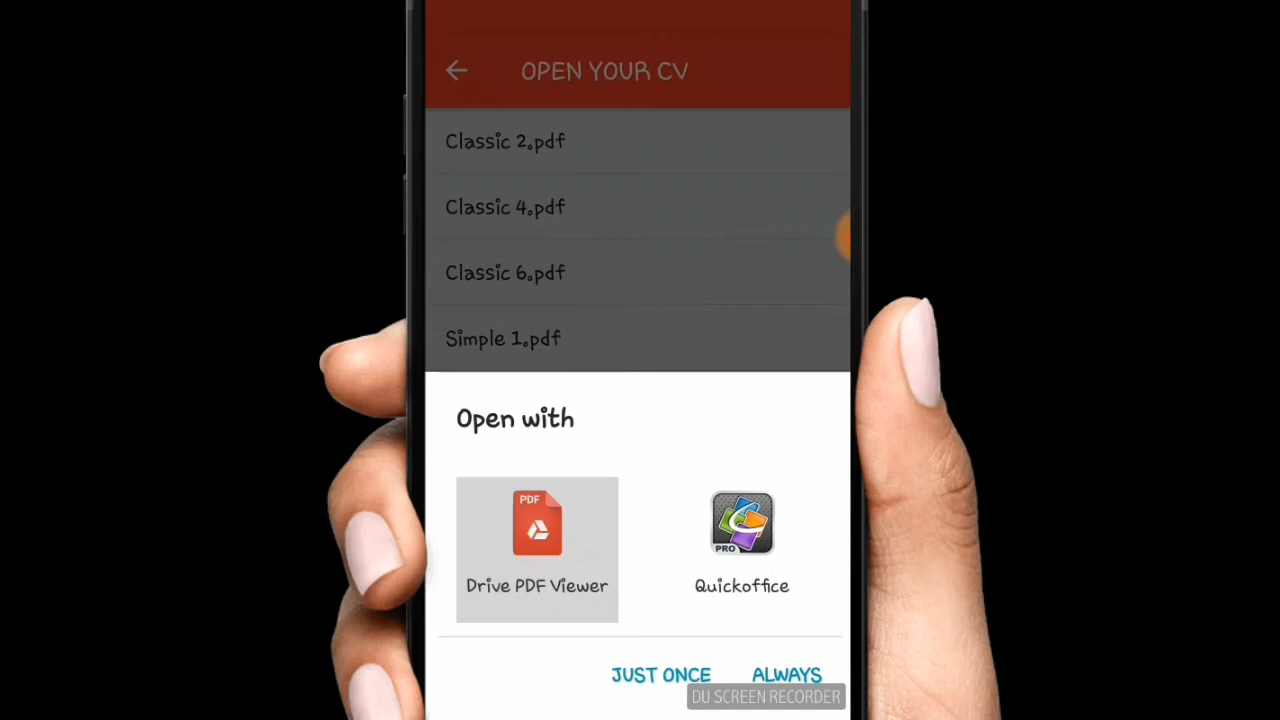 OPEN YOUR CV
Classic 2.pdf
Classic 4.pdf
Classic 6.pdf
Simple 1.pdf
Open with
PDF
PRO
Drive PDF Viewer
Quickoffice
JUST ONCE
ALWAYS
DU SCREEN RECORDER